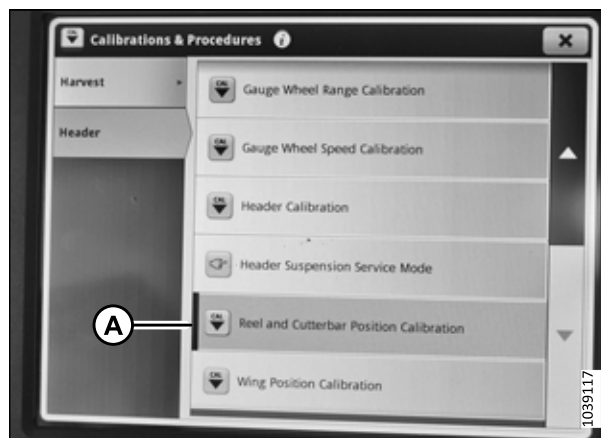 Calibrations & Procedures
Harvest
Header
Gauge Wheel Range Calibration
Gauge Wheel Speed Calibration
Header Calibration
Header Suspension Service Mode
Reel and Cutterbar Position Calibration
Wing Position Calibration
A
1039117